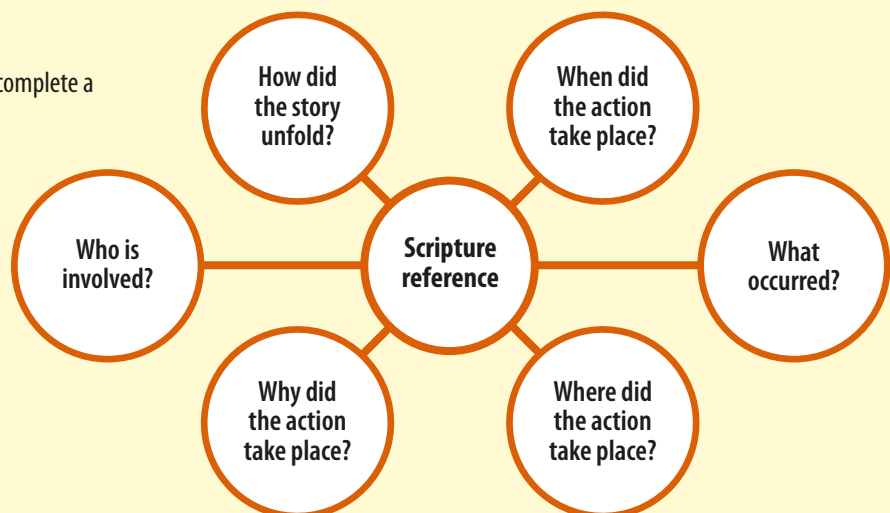 complete a
How did
the story
unfold?
When did
the action
take place?
Who is
involved?
Scripture
reference
What
occurred?
Why did
the action
take place?
Where did
the action
take place?